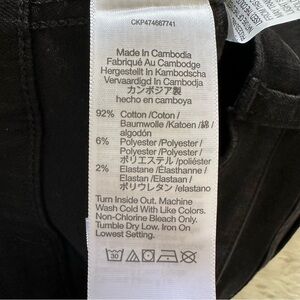 CKP474667741
Made In Cambodia
Fabriqué Au Cambodge
Hergestellt In Kambodscha
Vervaardigd In Cambodja
カンボジア製
hecho en camboya
92% Cotton /Coton /
Baumwolle /Katoen /綿 /
algodón
6% Polyester /Polyester /
Polyester /Polyester /
ポリエステル /poliéster
2% Elastane /Élasthanne /
Elastan /Elastaan /
ポリウレタン /elastano
Turn Inside Out. Machine
Wash Cold With Like Colors.
Non-Chlorine Bleach Only.
Tumble Dry Low. Iron On
Lowest Setting.
30